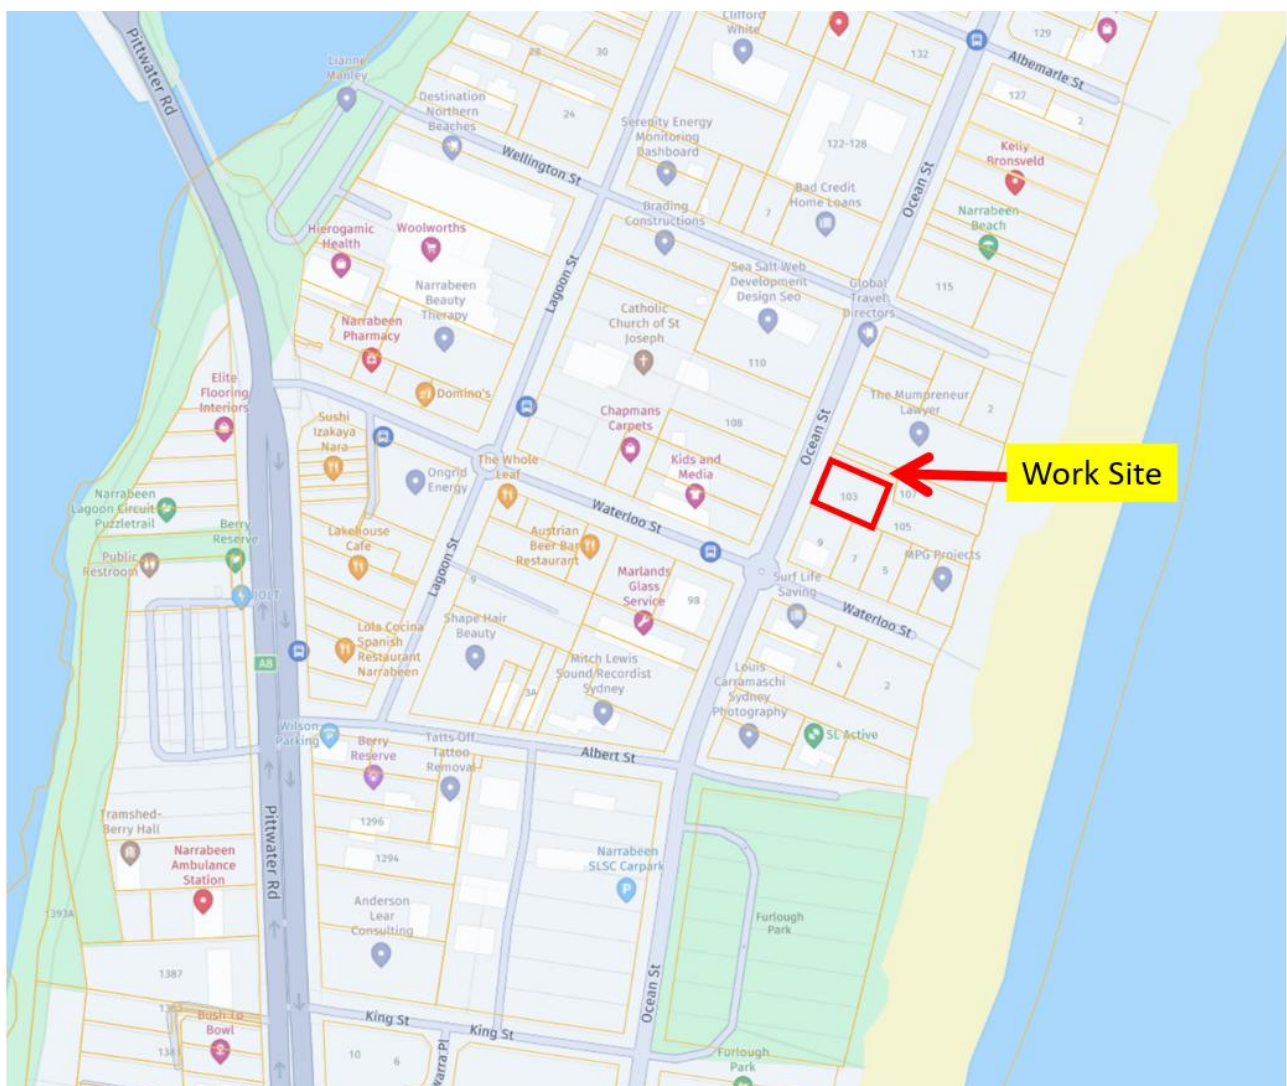 Pittwater Rd
Lianne
Manley
28
30
Clifford
White
132
129
Albemarle St
Destination
Northern
Beaches
24
Serenity Energy
Monitoring
Dashboard
122-128
127
2
Kelly
Bronsveld
Wellington St
Ocean St
Bad Credit
Home Loans
7
Brading
Constructions
Narrabeen
Beach
Hierogamic
Health
Woolworths
Lagoon St
Sea Salt Web
Development
Design Seo
Global
Travel
Directors
115
Narrabeen
Beauty
Therapy
Narrabeen
Pharmacy
Catholic
Church of St
Joseph
110
Elite
Flooring
Interiors
Domino's
The Mumpreneur
Lawyer
2
Sushi
Izakaya
Nara
Chapmans
Carpets
108
Ocean St
Kids and
Media
Work Site
Ongrid
Energy
The Whole
Leaf
103
107
105
Narrabeen
Lagoon Circuit
Puzzletrail
Berry
Reserve
Waterloo St
Lakehouse
Cafe
Austrian
Beer Bar
Restaurant
9
7
5
MPG Projects
Public
Restroom
JOLT
Lagoon St
9
Marlands
Glass
Service
98
Surf Life
Saving
Waterloo St
Shape Hair
Beauty
Lola Cocina
Spanish
Restaurant
Narrabeen
A8
3A
Mitch Lewis
Sound Recordist
Sydney
Louis
Carramaschi
Sydney
Photography
4
2
Wilson
Parking
Berry
Reserve
Tatts Off
Tattoo
Removal
Albert St
SL Active
Pittwater Rd
Tramshed-
Berry Hall
1296
1294
Narrabeen
Ambulance
Station
Narrabeen
SLSC Carpark
P
1393A
Anderson
Lear
Consulting
Furlough
Park
1387
Ocean St
Bush To
Bowl
King St
King St
10
6
Furlough
Park